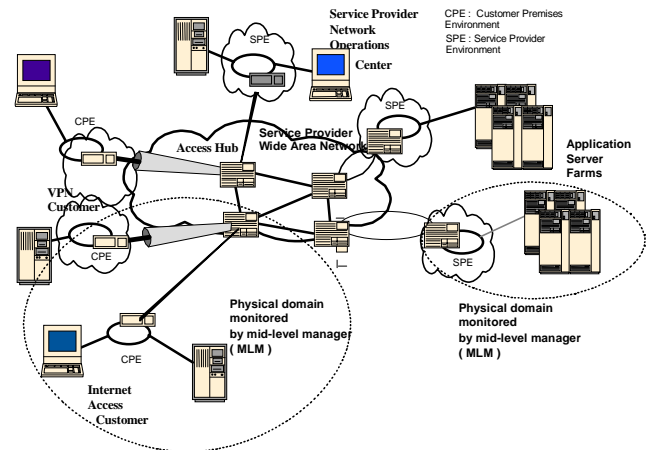 Service Provider
Network
Operations
Center
CPE : Customer Premises
Environment
SPE : Service Provider
Environment
SPE
SPE
CPE
Access Hub
Service Provider
Wide Area Network
Application
Server
Farms
VPN
Customer
CPE
SPE
Physical domain
monitored
by mid-level manager
( MLM )
Physical domain
monitored
by mid-level manager
( MLM )
CPE
Internet
Access
Customer